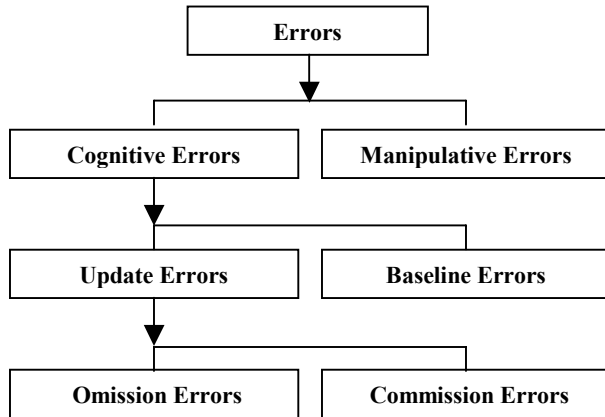 Errors
Cognitive Errors
Manipulative Errors
Update Errors
Baseline Errors
Omission Errors
Commission Errors